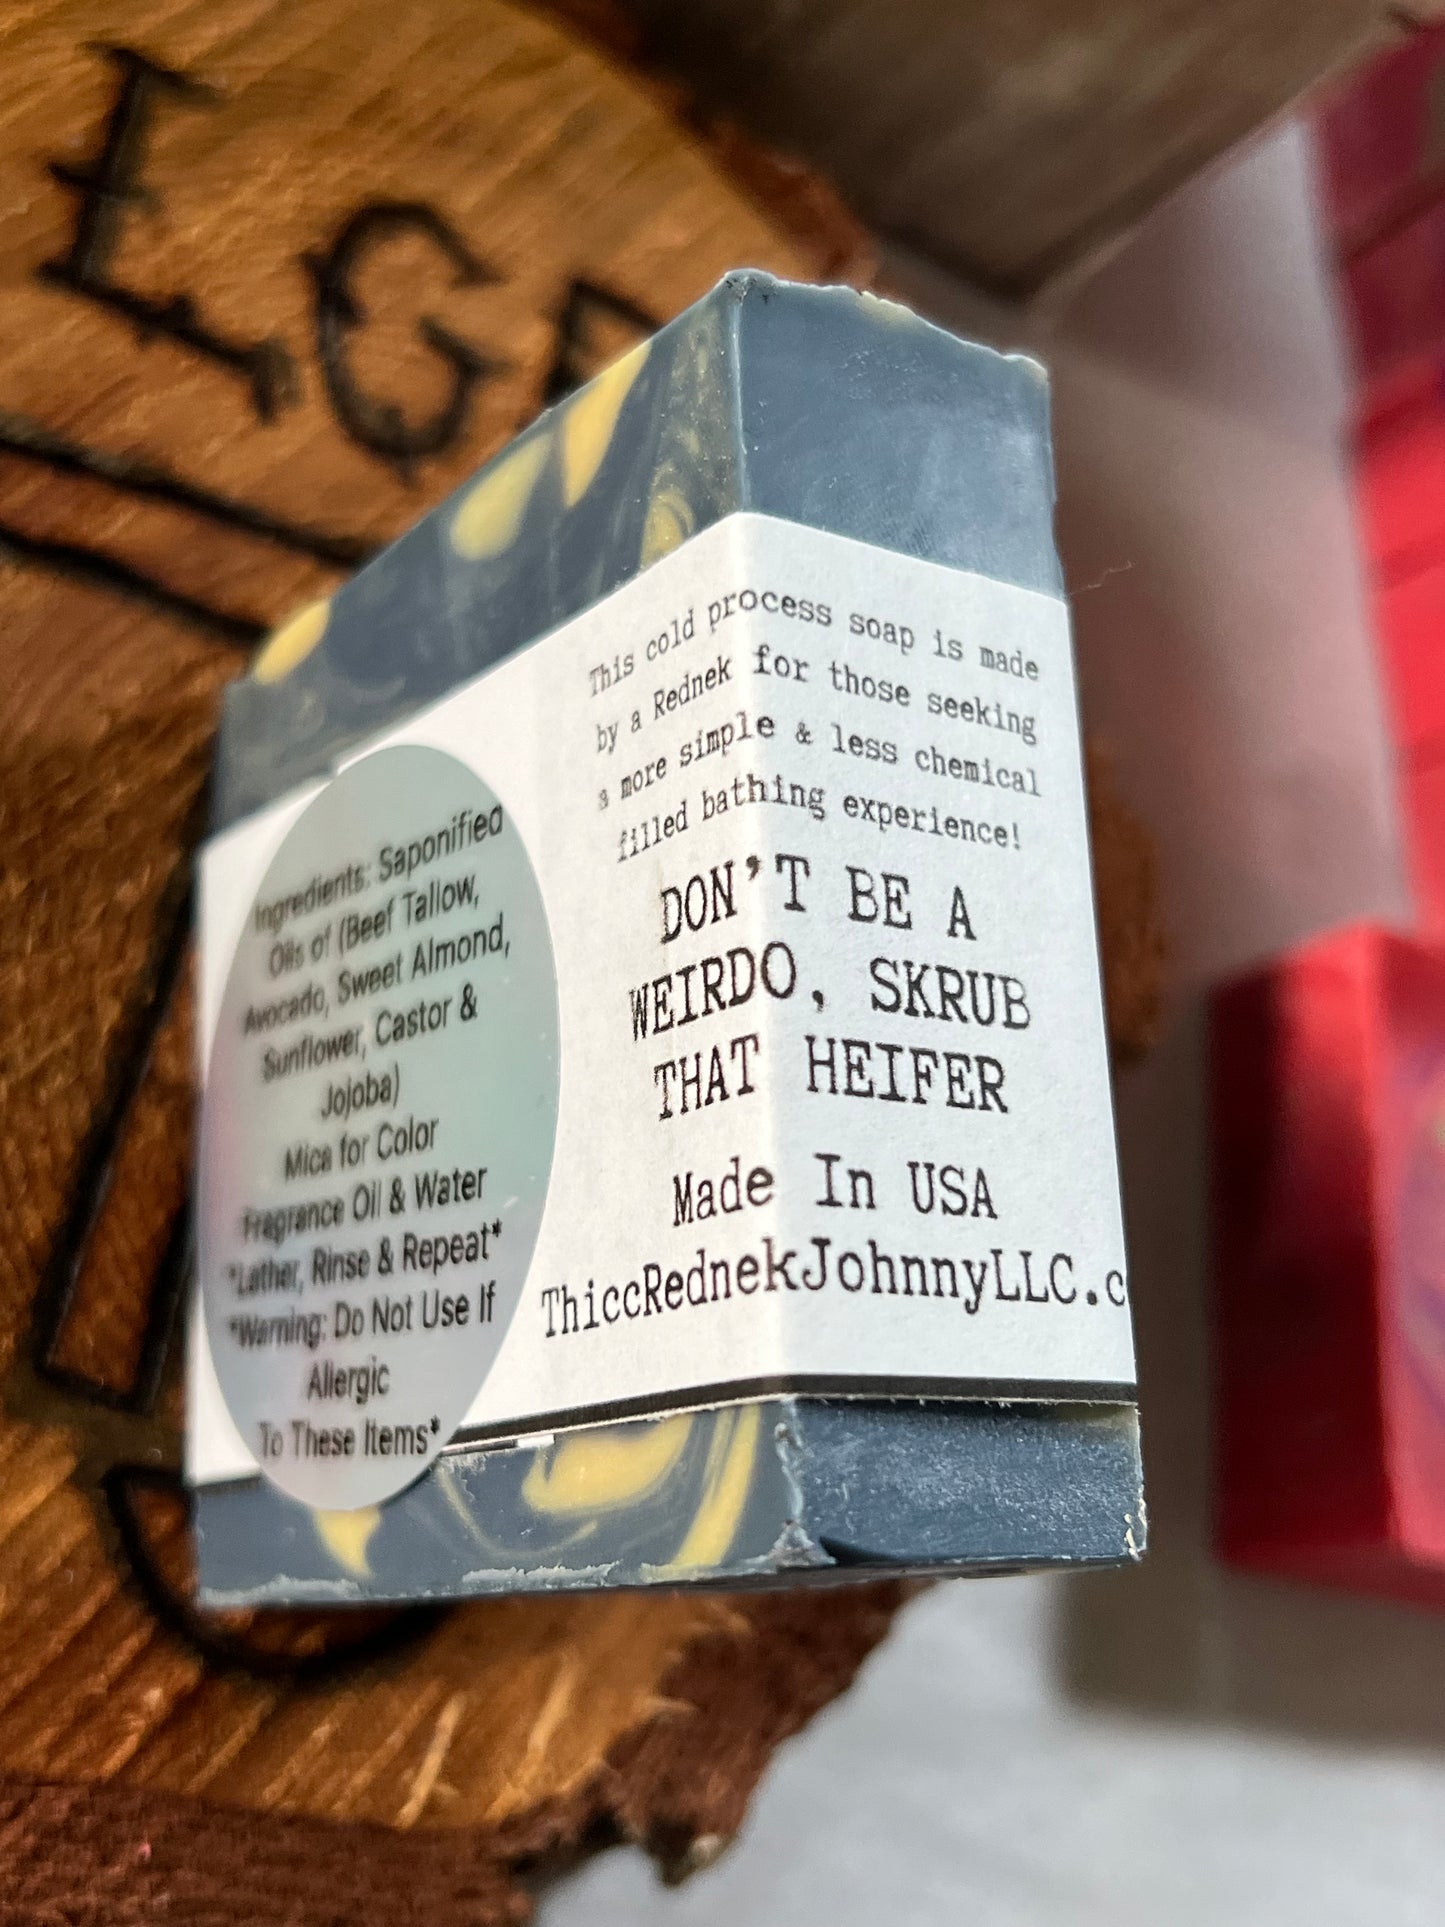 Ingredients: Saponified
Oils of (Beef Tallow,
Avocado, Sweet Almond,
Sunflower, Castor &
Jojoba)
Mica for Color
Fragrance Oil & Water
*Lather, Rinse & Repeat*
*Warning: Do Not Use If
Allergic
To These Items*
This cold process soap is made
by a Rednek for those seeking
a more simple & less chemical
filled bathing experience!
DON'T BE A
WEIRDO, SKRUB
THAT HEIFER
Made In USA
ThiccRednekJohnnyLLC.c